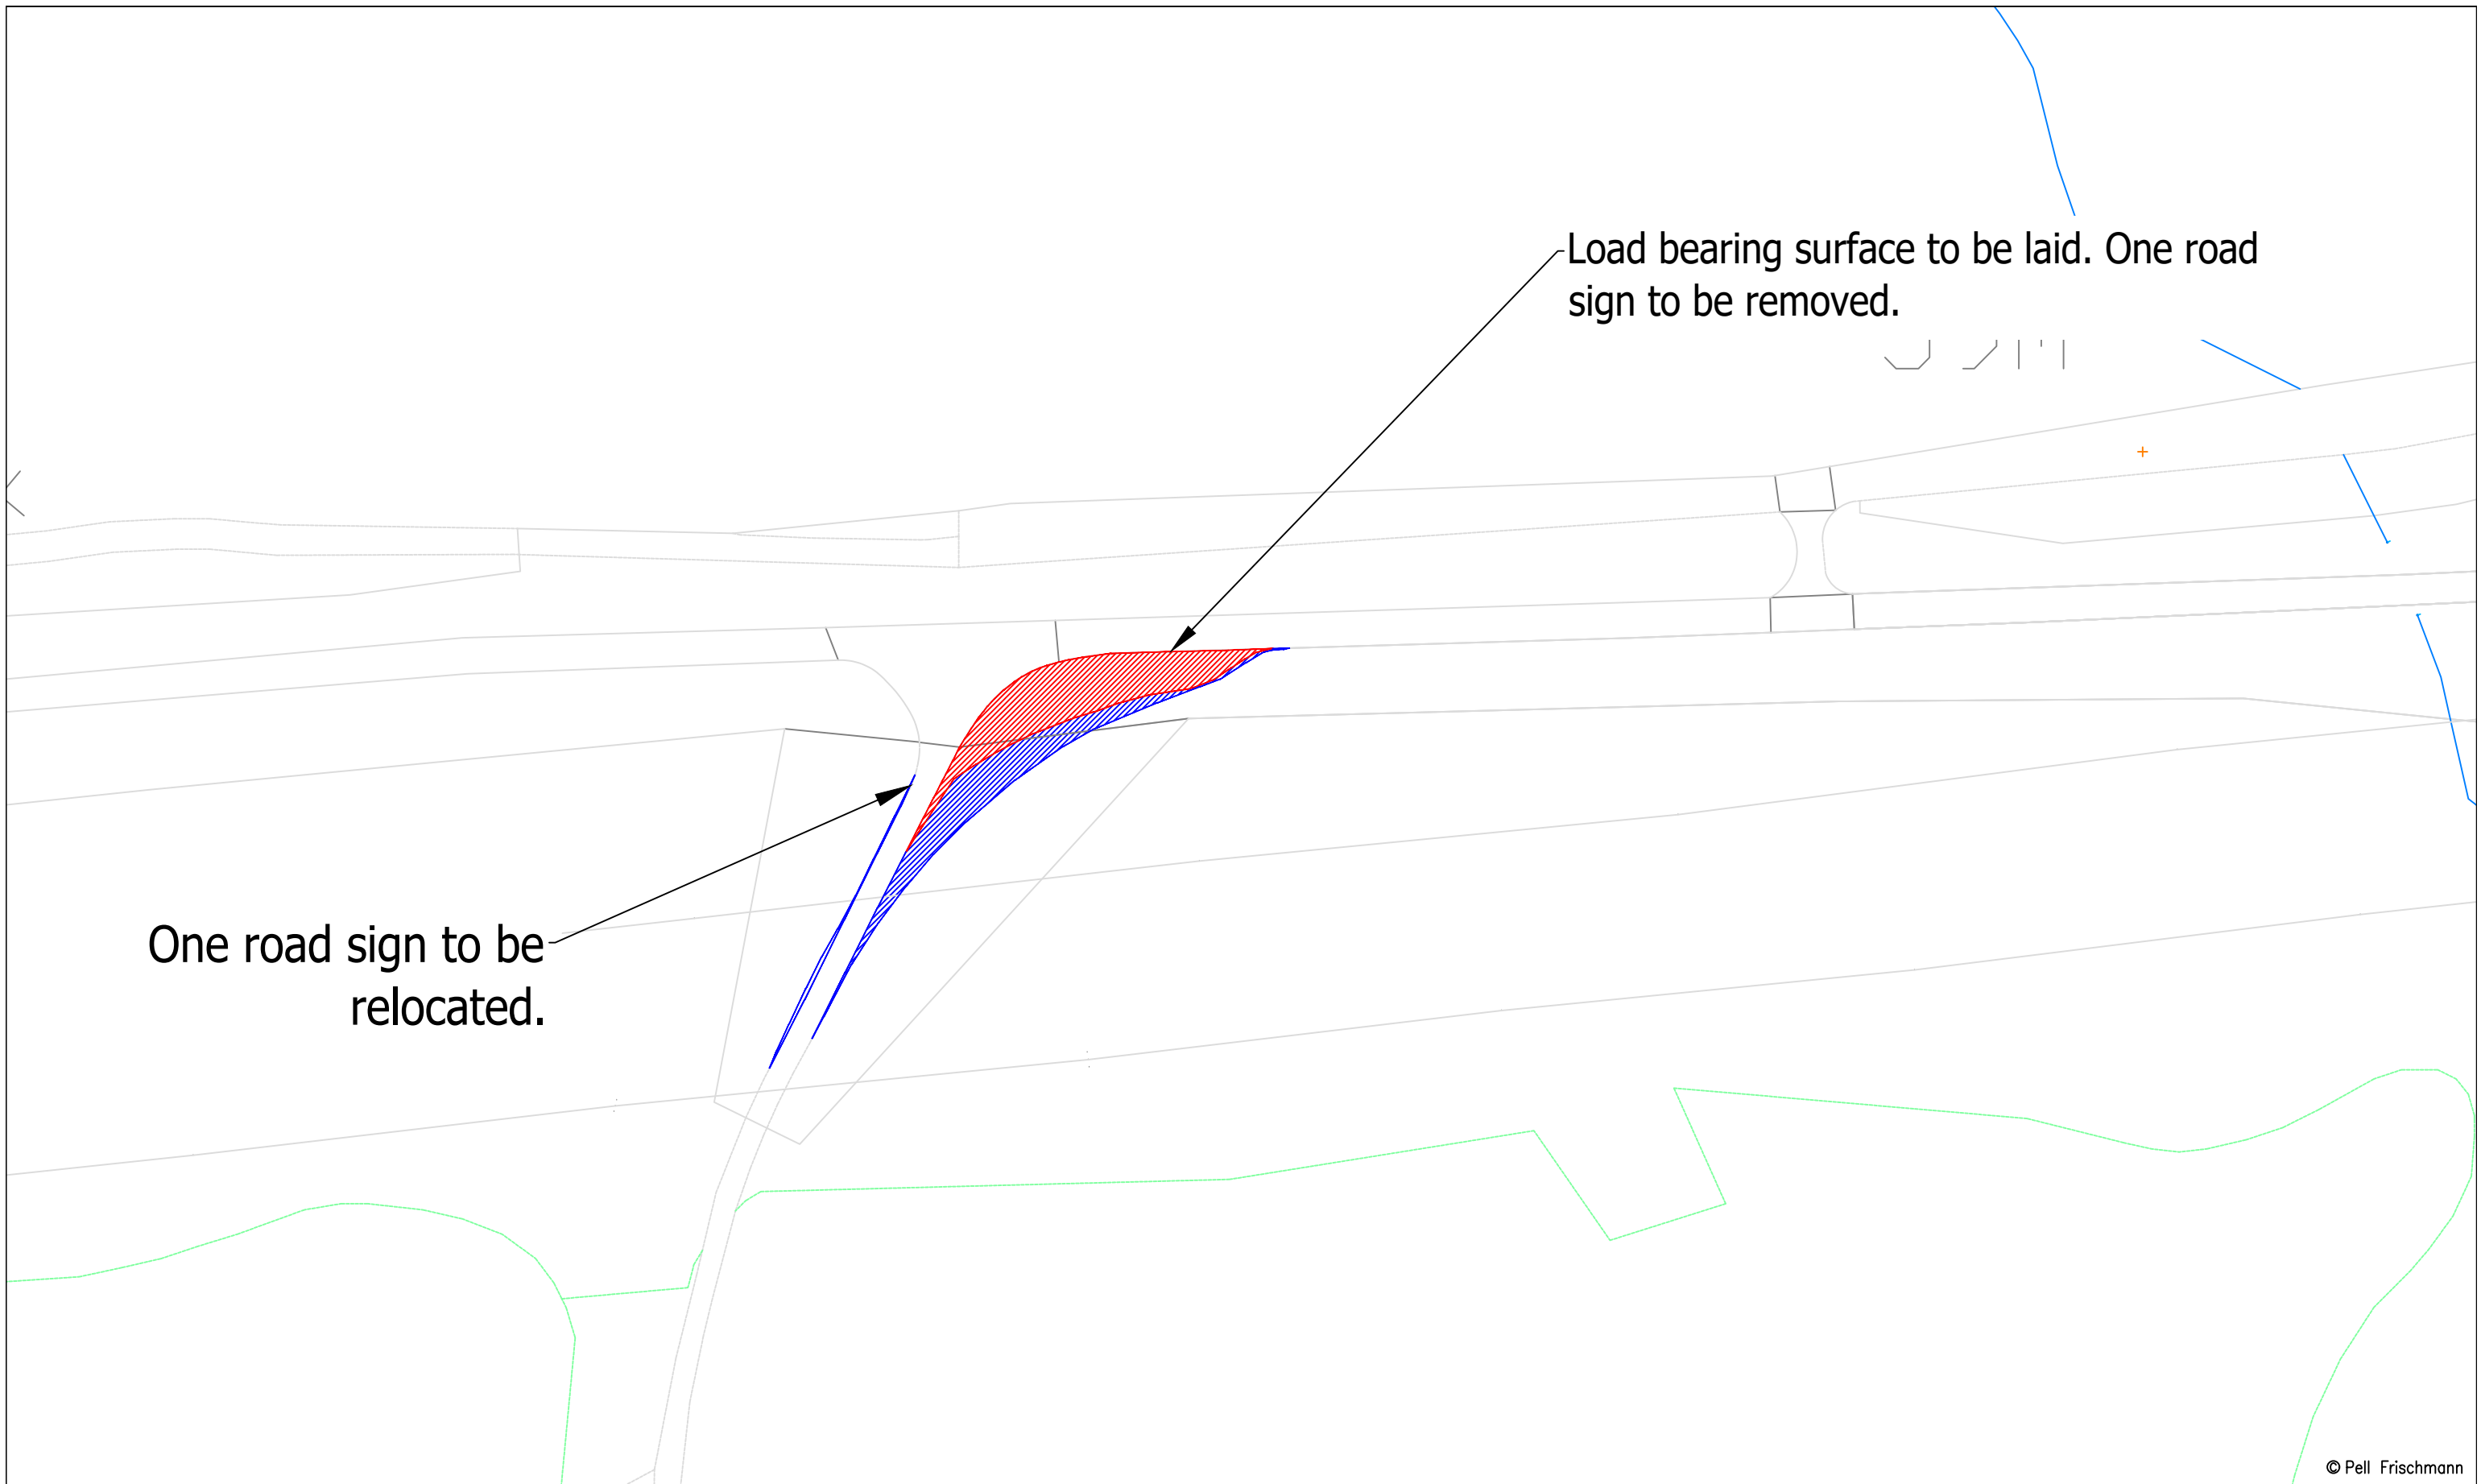 Load bearing surface to be laid. One road
sign to be removed.
One road sign to be
relocated.
© Pell Frischmann